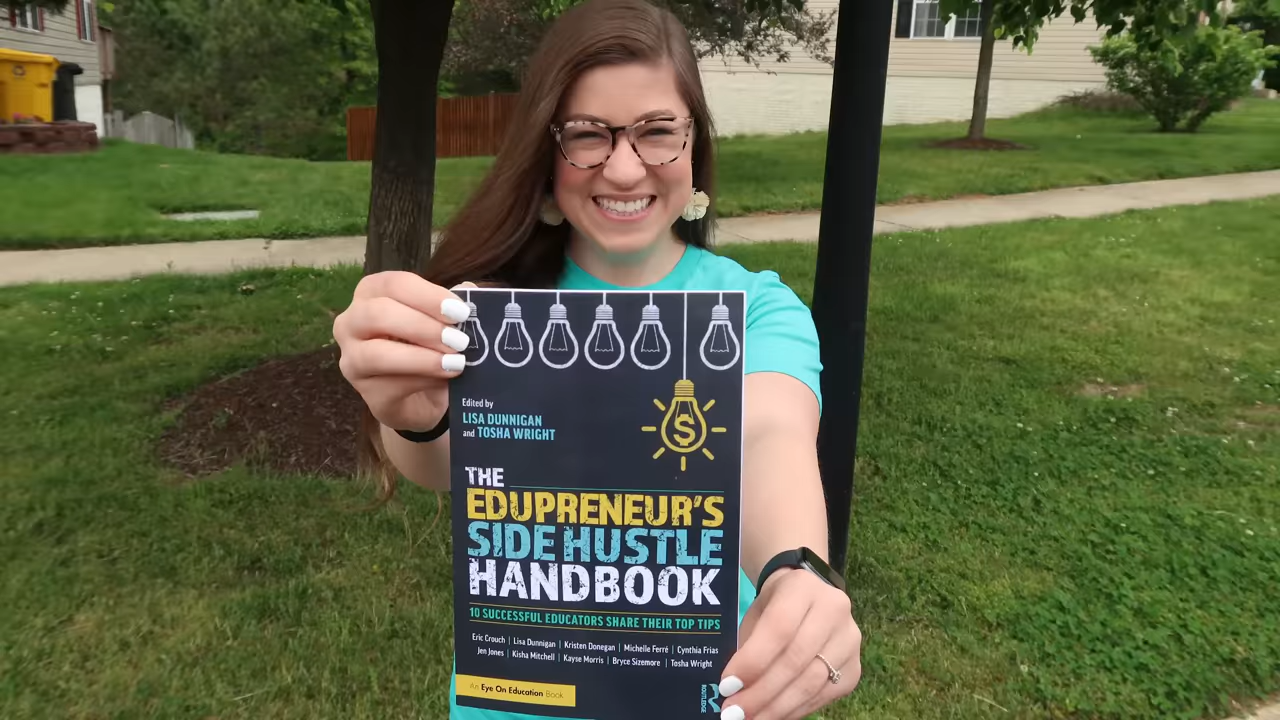 Edited by
LISA DUNNIGAN
and TOSHA WRIGHT
$
THE
EDUPRENEUR'S
SIDE HUSTLE
HANDBOOK
10 SUCCESSFUL EDUCATORS SHARE THEIR TOP TIPS
Eric Crouch | Lisa Dunnigan | Kristen Donegan | Michelle Ferré | Cynthia Frias
Jen Jones | Kisha Mitchell | Kayse Morris | Bryce Sizemore | Tosha Wright
An Eye On Education Book
ROUTLEDGE